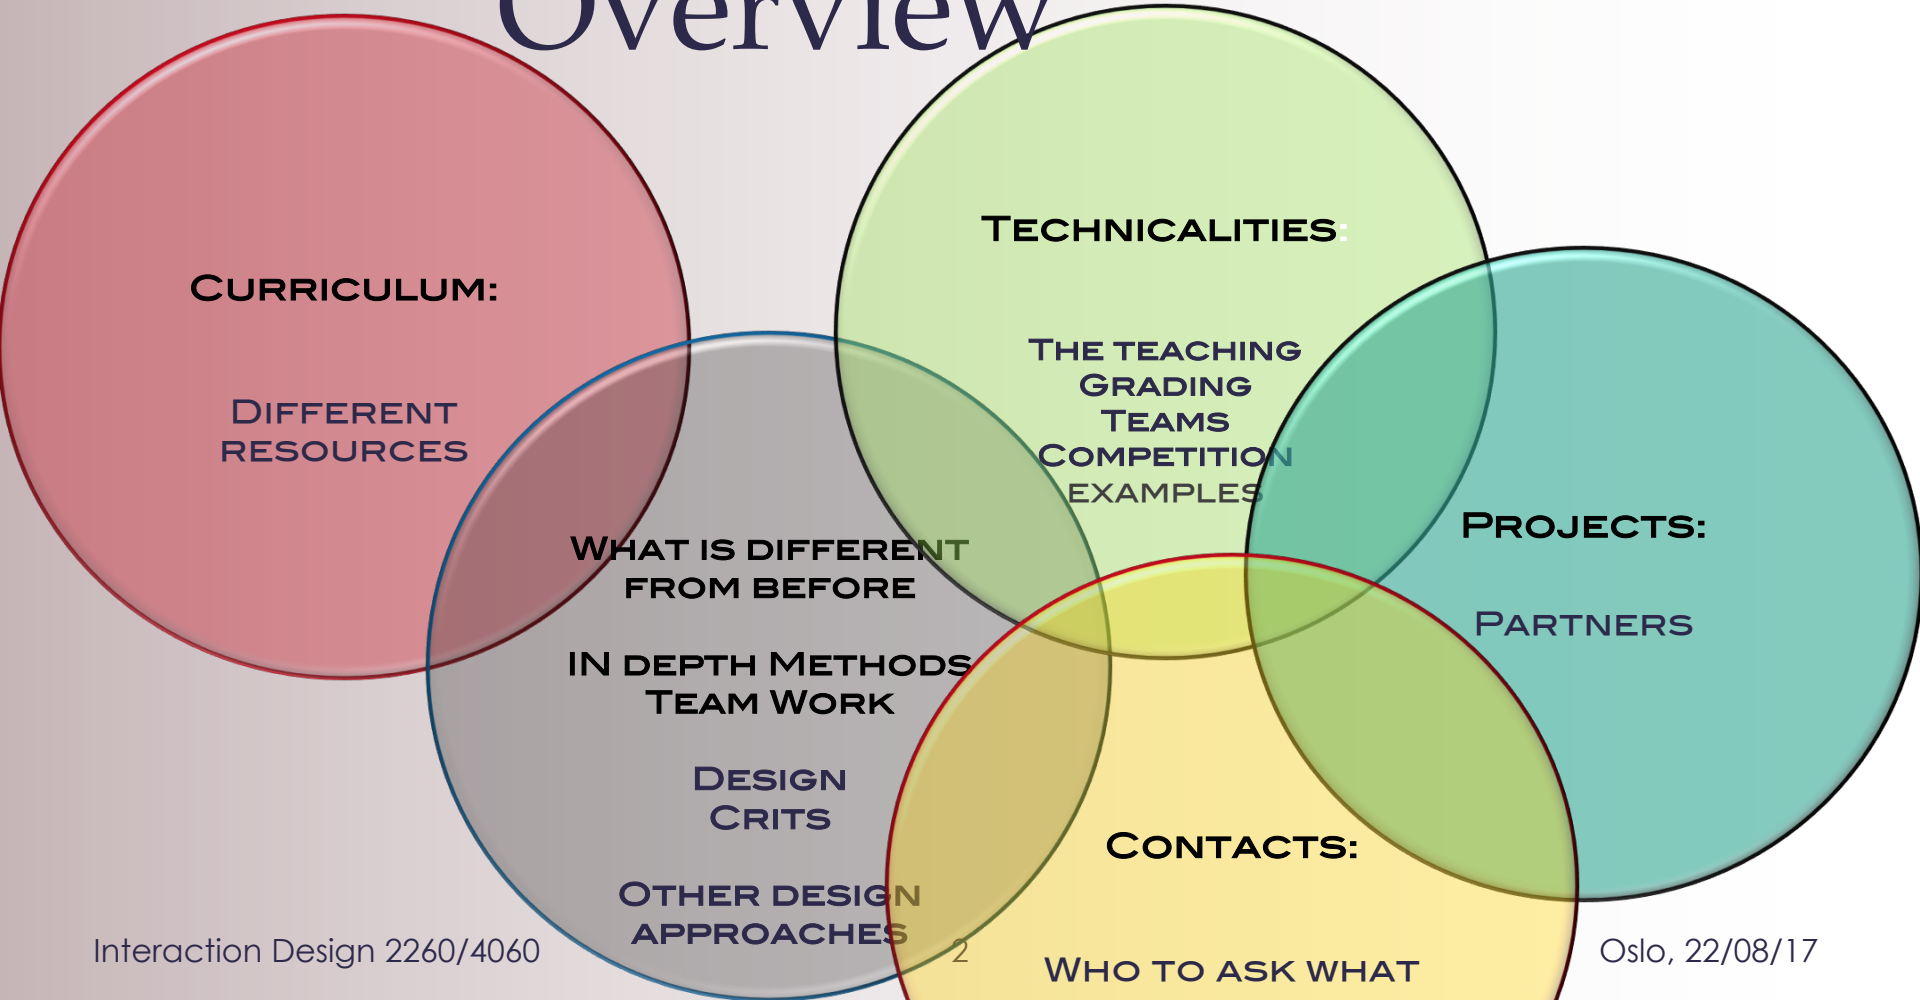 Overview
Curriculum:
Different
resources
Technicalities:
The teaching
Grading
Teams
Competition
examples
What is different
from before
IN depth Methods
Team Work
Design
Crits
Other design
approaches
Projects:
Partners
Contacts:
Who to ask what
Interaction Design 2260/4060
2
Oslo, 22/08/17